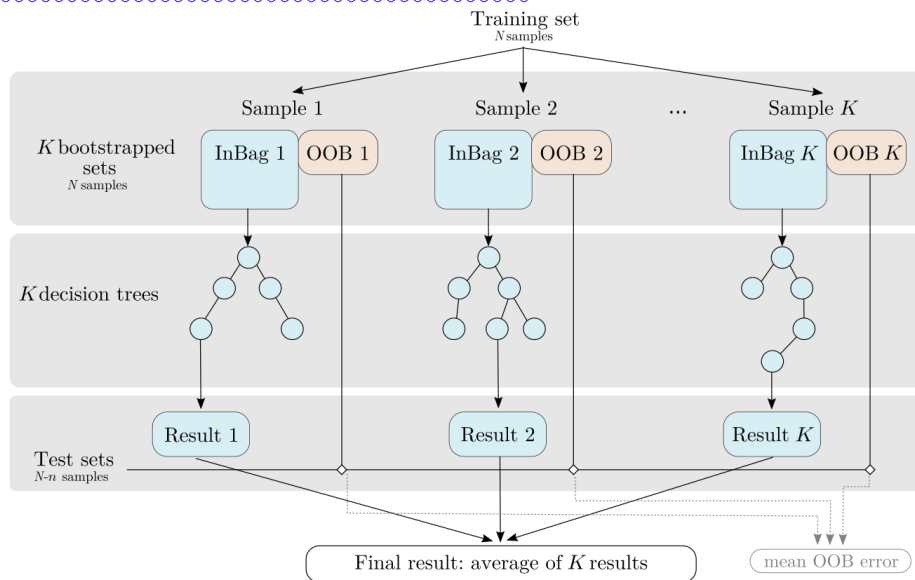 Training set
N samples
Sample 1
Sample 2
...
Sample K
K bootstrapped
sets
N samples
InBag 1
OOB 1
InBag 2
OOB 2
InBag K
OOB K
K decision trees
Result 1
Result 2
Result K
Test sets
N-n samples
Final result: average of K results
mean OOB error